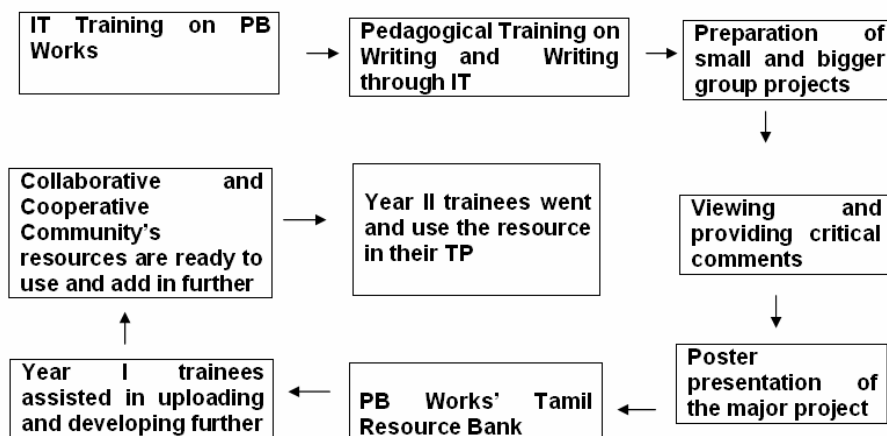 IT Training on PB
Works
Pedagogical Training on
Writing and Writing
through IT
Preparation of
small and bigger
group projects
Viewing and
providing critical
comments
Poster
presentation of
the major project
PB Works' Tamil
Resource Bank
Year I trainees
assisted in uploading
and developing further
Collaborative and
Cooperative
Community's
resources are ready to
use and add in further
Year II trainees went
and use the resource
in their TP